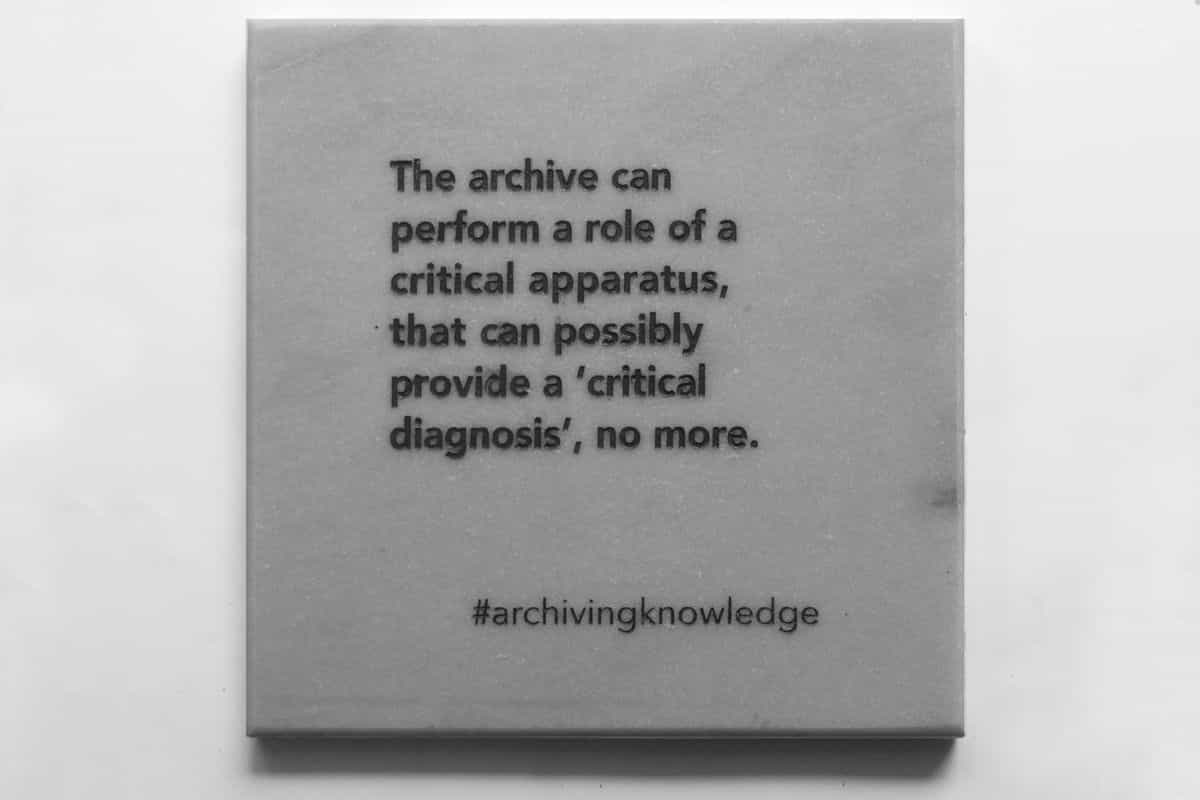 The archive can
perform a role of a
critical apparatus,
that can possibly
provide a ‘critical
diagnosis’, no more.
#archivingknowledge